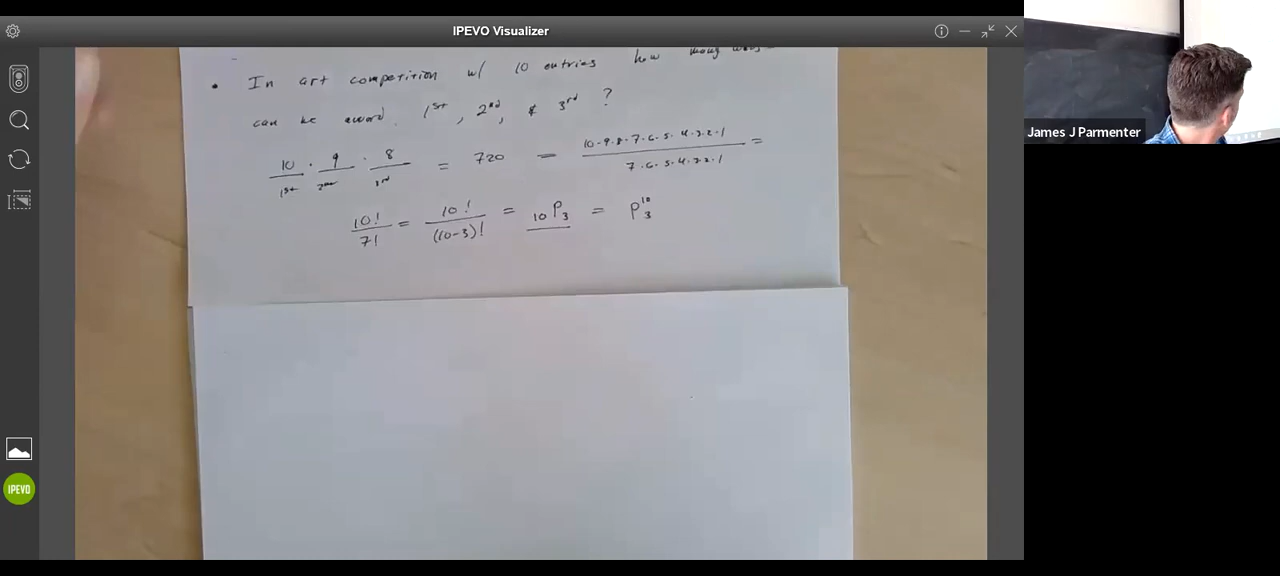 IPEVO Visualizer
• In art competition w/ 10 entries how many ways
can be award 1st, 2nd, & 3rd ?
10/1st · 9/2nd · 8/3rd = 720 = 10·9·8·7·6·5·4·3·2·1 / 7·6·5·4·3·2·1 =
10!/7! = 10!/(10-3)! = ₁₀P₃ = P₃¹⁰
James J Parmenter
IPEVO